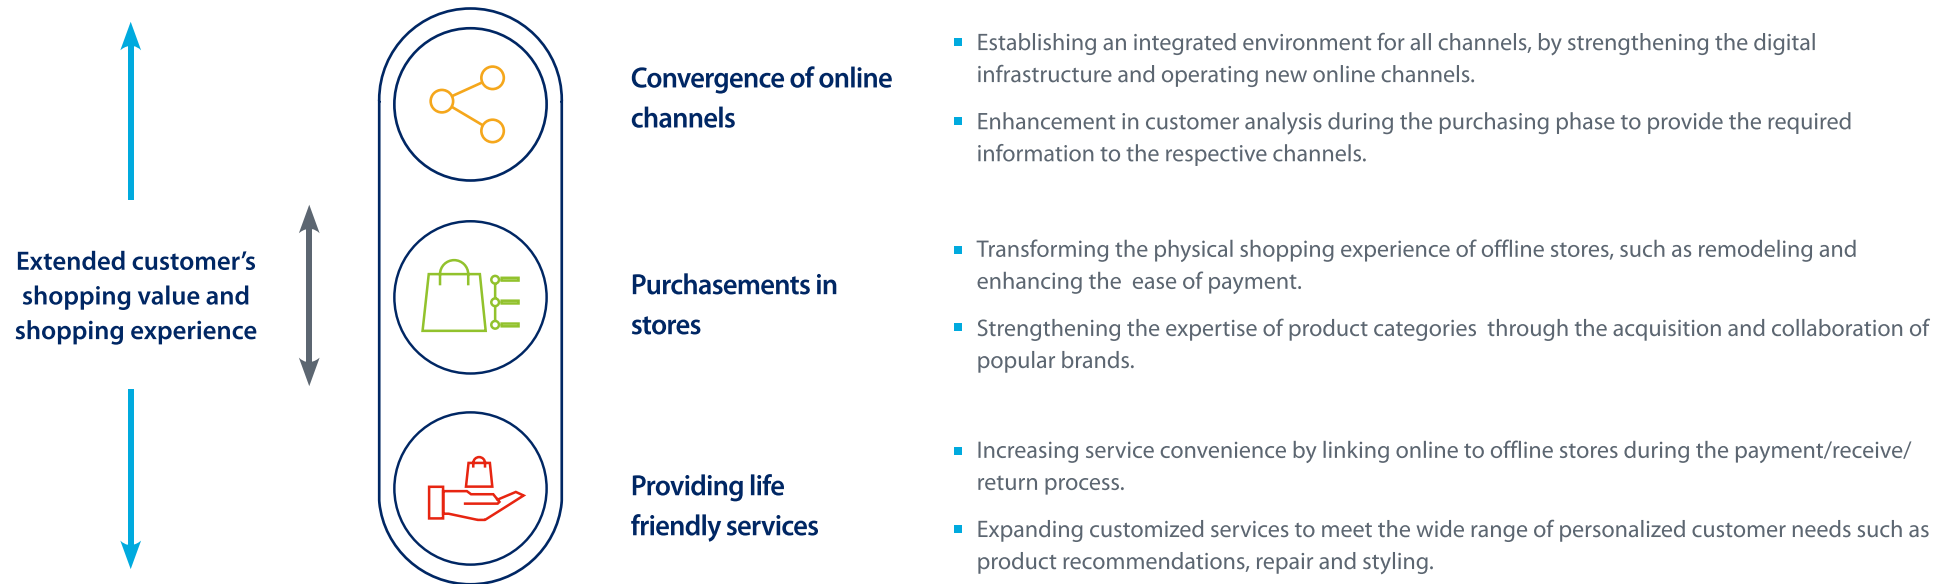 Extended customer’s
shopping value and
shopping experience
Convergence of online
channels
Establishing an integrated environment for all channels, by strengthening the digital
infrastructure and operating new online channels.
Enhancement in customer analysis during the purchasing phase to provide the required
information to the respective channels.
Purchasements in
stores
Transforming the physical shopping experience of offline stores, such as remodeling and
enhancing the  ease of payment.
Strengthening the expertise of product categories  through the acquisition and collaboration of
popular brands.
Providing life
friendly services
Increasing service convenience by linking online to offline stores during the payment/receive/
return process.
Expanding customized services to meet the wide range of personalized customer needs such as
product recommendations, repair and styling.